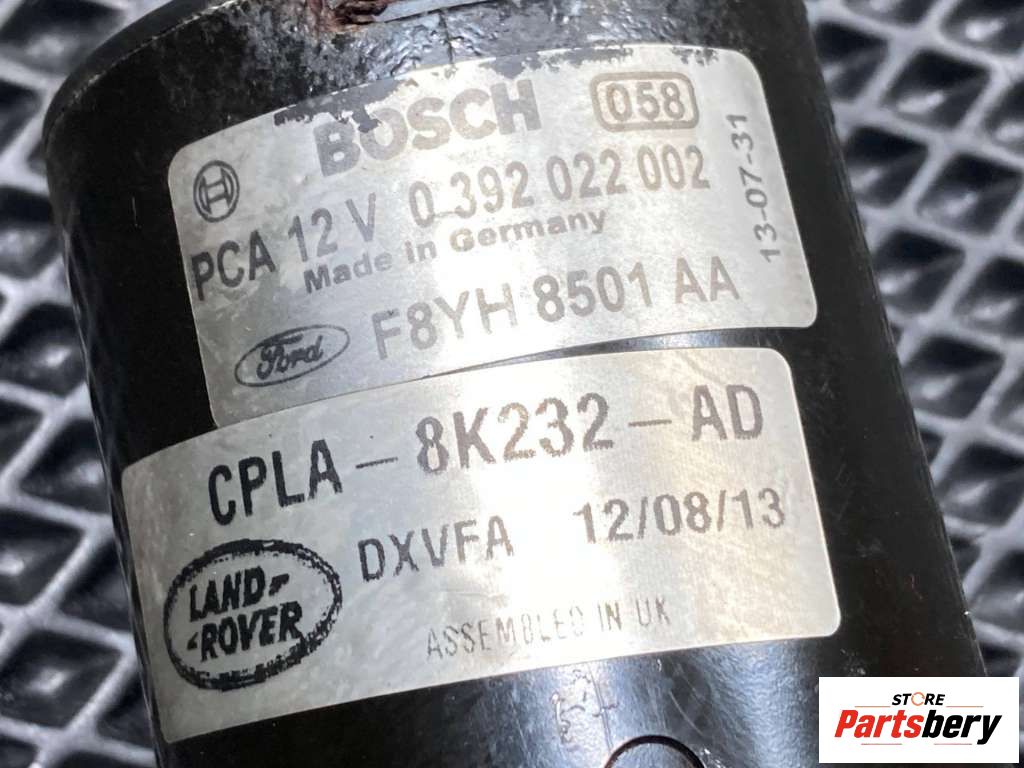 BOSCH 058
PCA 12 V 0 392 022 002
Made in Germany
13-07-31
Ford F8YH 8501 AA
CPLA - 8K232 - AD
LAND-
-ROVER
DXVFA 12/08/13
ASSEMBLED IN UK
STORE
Partsbery